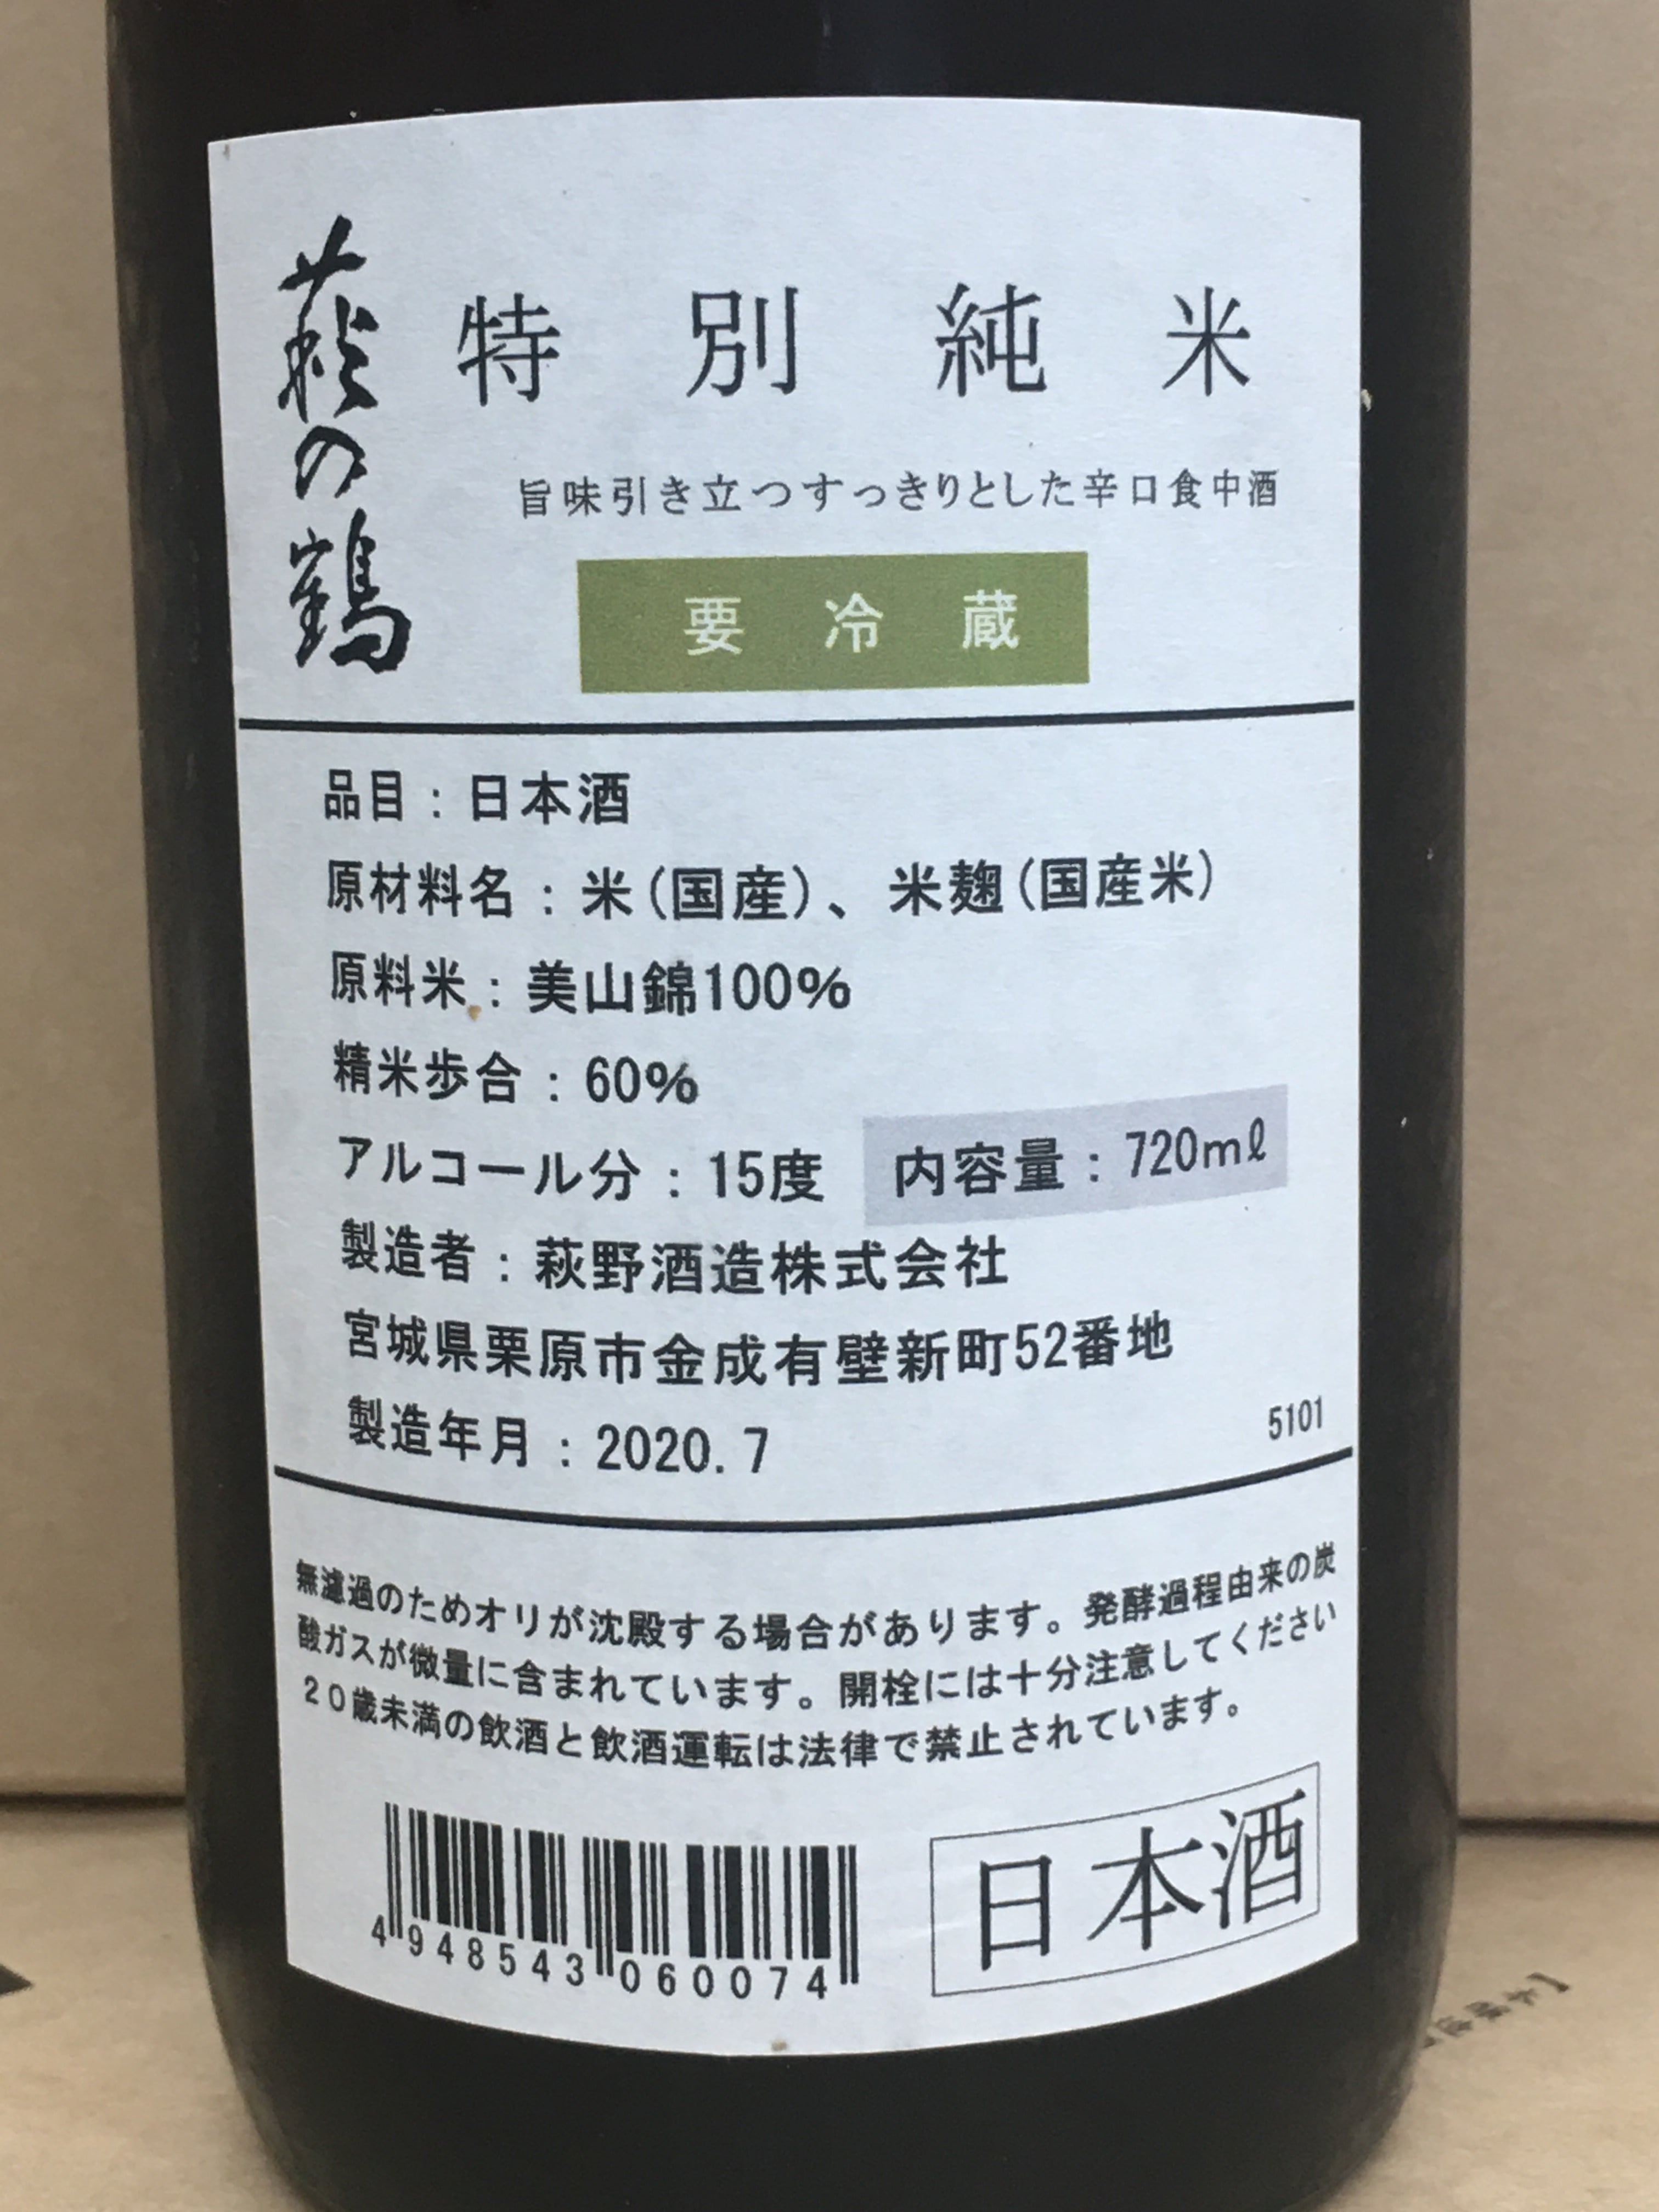 萩の鶴
特別純米
旨味引き立つすっきりとした辛口食中酒
要冷蔵
品目：日本酒
原材料名：米(国産)、米麹(国産米)
原料米：美山錦100%
精米歩合：60%
アルコール分：15度 内容量：720mℓ
製造者：萩野酒造株式会社
宮城県栗原市金成有壁新町52番地
製造年月：2020.7
5101
無濾過のためオリが沈殿する場合があります。発酵過程由来の炭
酸ガスが微量に含まれています。開栓には十分注意してください
20歳未満の飲酒と飲酒運転は法律で禁止されています。
4948543060074
日本酒